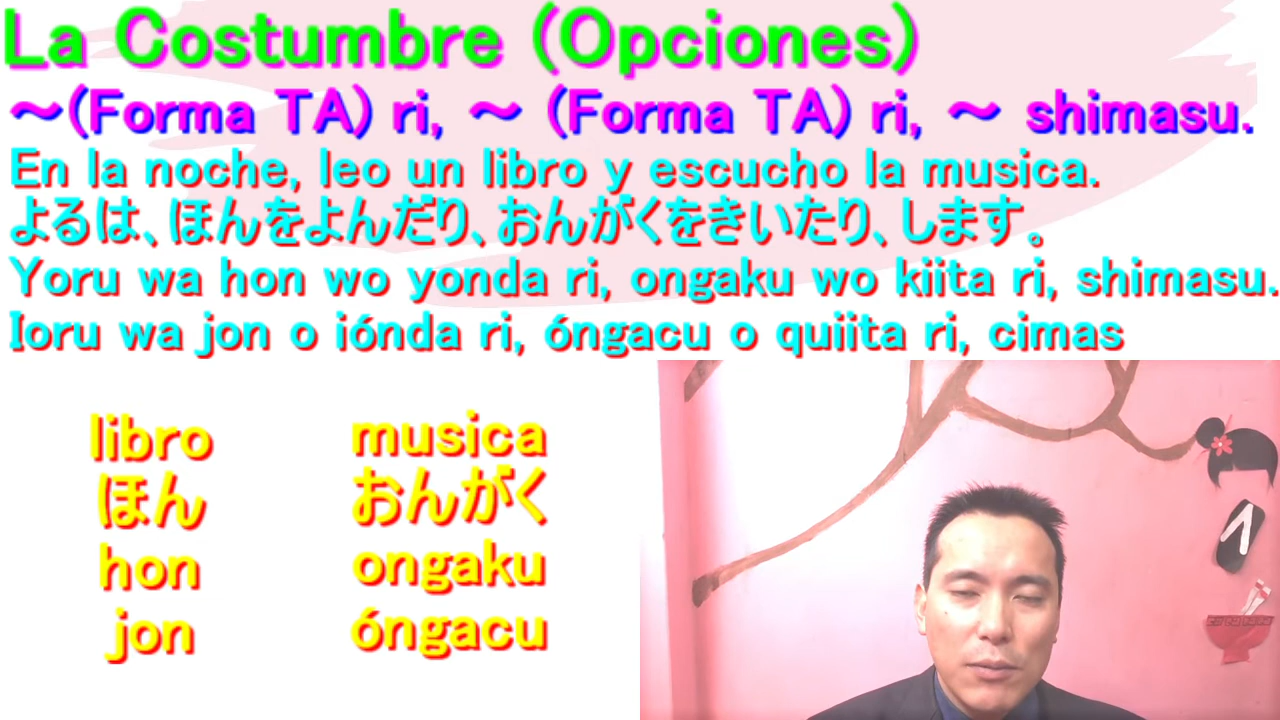 La Costumbre (Opciones)
～(Forma TA) ri, ～ (Forma TA) ri, ～ shimasu.
En la noche, leo un libro y escucho la musica.
よるは、ほんをよんだり、おんがくをきいたり、します。
Yoru wa hon wo yonda ri, ongaku wo kiita ri, shimasu.
Ioru wa jon o iónda ri, óngacu o quiita ri, cimas
libro
ほん
hon
jon
musica
おんがく
ongaku
óngacu